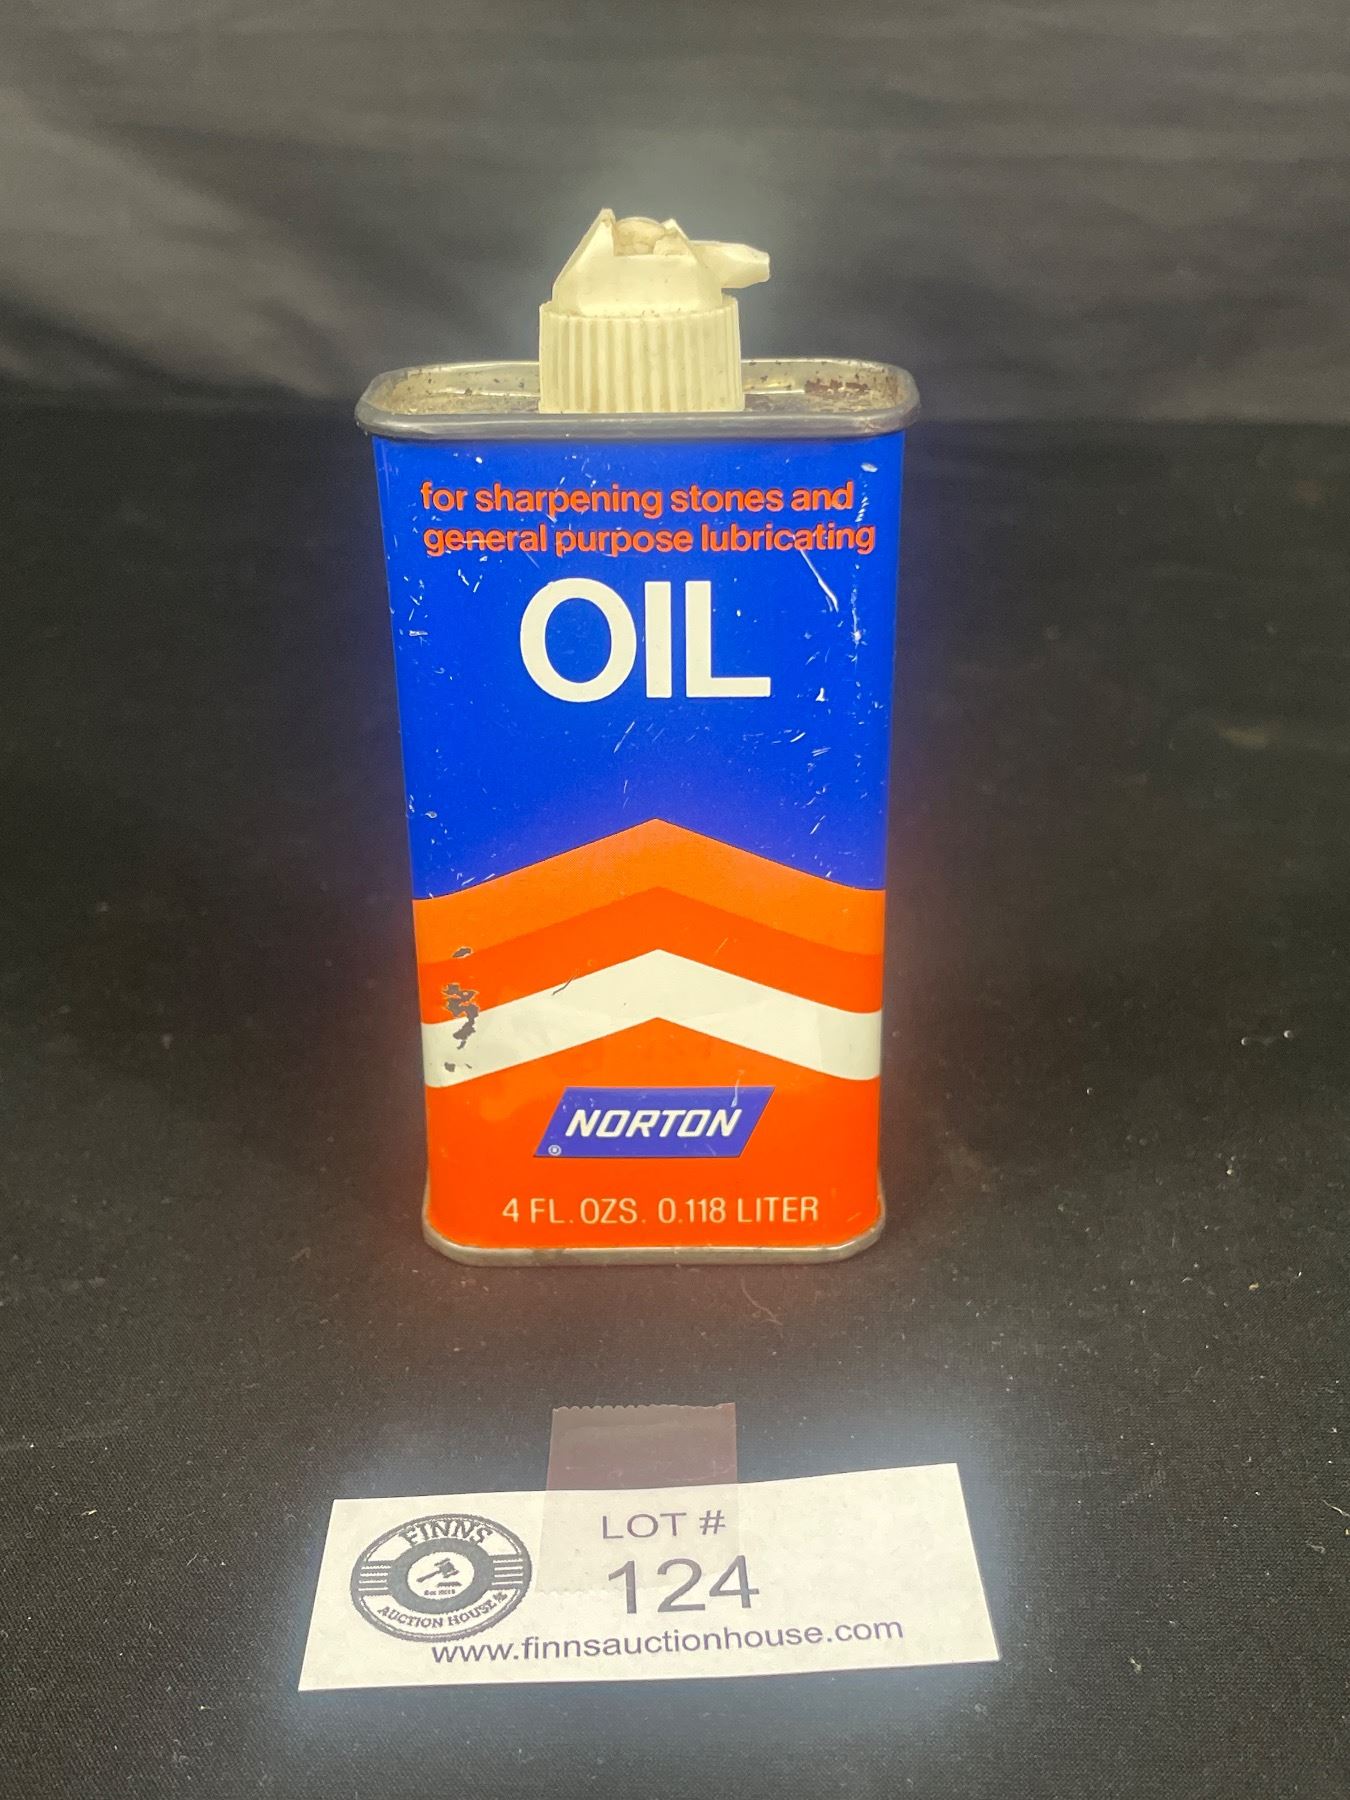 for sharpening stones and
general purpose lubricating
OIL
NORTON
®
4 FL. OZS. 0.118 LITER
FINNS
AUCTION HOUSE
LOT #
124
www.finnsauctionhouse.com